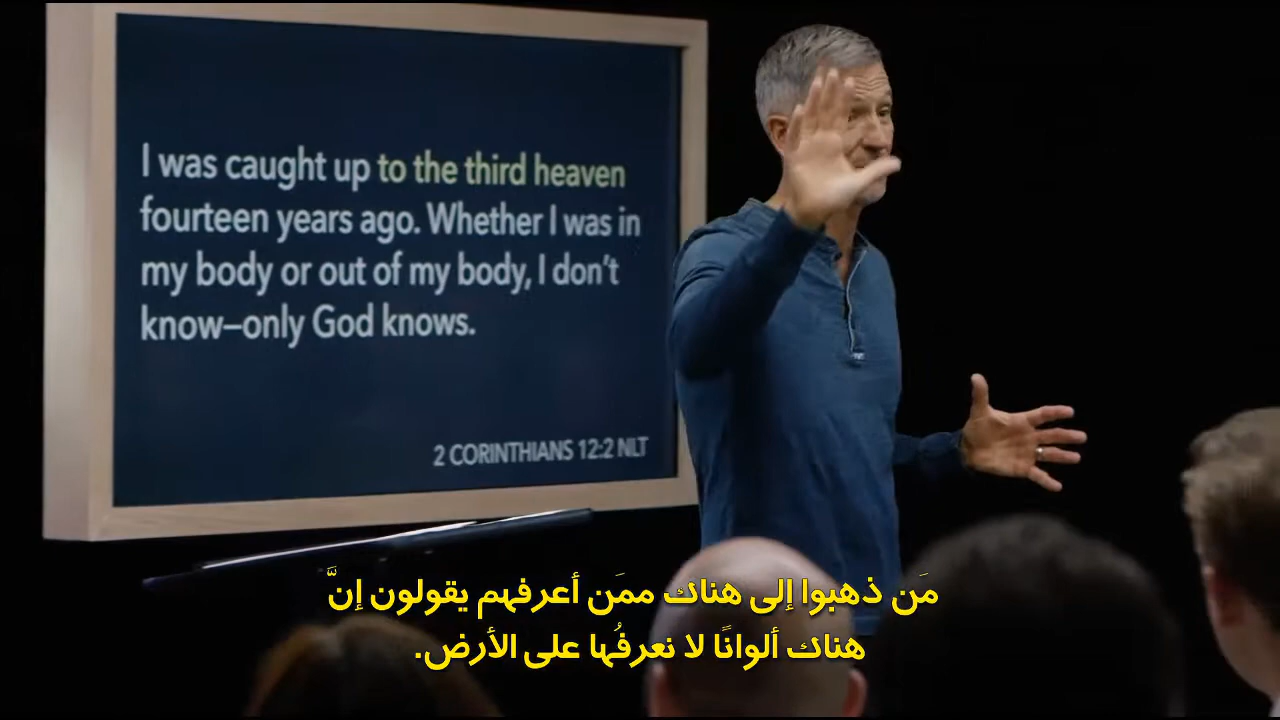 I was caught up to the third heaven
fourteen years ago. Whether I was in
my body or out of my body, I don't
know–only God knows.
2 CORINTHIANS 12:2 NLT
مَن ذهبوا إلى هناك ممَن أعرفهم يقولون إنَّ
هناك ألوانًا لا نعرفُها على الأرض.